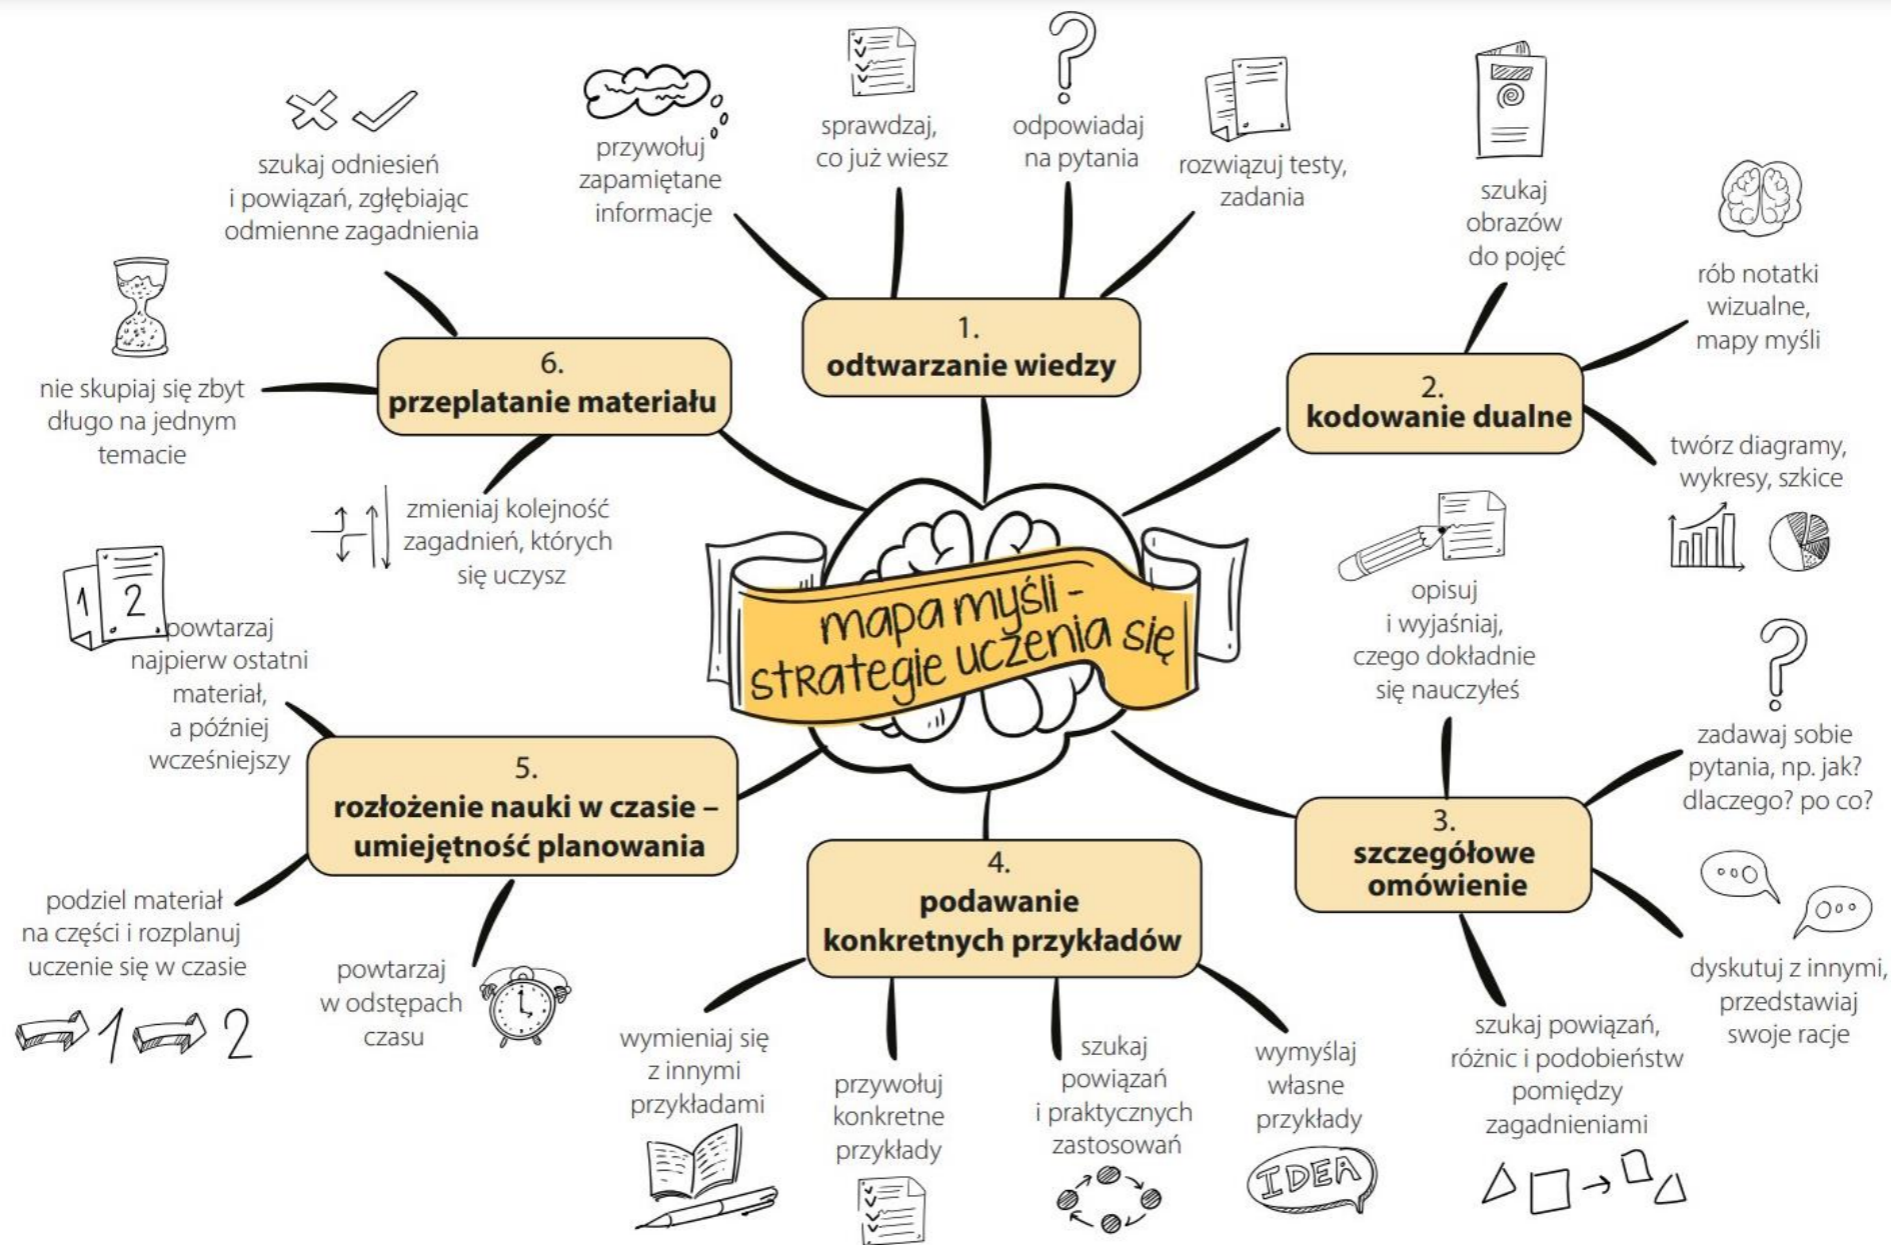 mapa myśli -
strategie uczenia się
1.
odtwarzanie wiedzy
przywołuj
zapamiętane
informacje
sprawdzaj,
co już wiesz
odpowiadaj
na pytania
rozwiązuj testy,
zadania
2.
kodowanie dualne
szukaj
obrazów
do pojęć
rób notatki
wizualne,
mapy myśli
twórz diagramy,
wykresy, szkice
3.
szczegółowe
omówienie
opisuj
i wyjaśniaj,
czego dokładnie
się nauczyłeś
zadawaj sobie
pytania, np. jak?
dlaczego? po co?
dyskutuj z innymi,
przedstawiaj
swoje racje
szukaj powiązań,
różnic i podobieństw
pomiędzy
zagadnieniami
4.
podawanie
konkretnych przykładów
wymieniaj się
z innymi
przykładami
przywołuj
konkretne
przykłady
szukaj
powiązań
i praktycznych
zastosowań
wymyślaj
własne
przykłady
IDEA
5.
rozłożenie nauki w czasie –
umiejętność planowania
1 2
powtarzaj
najpierw ostatni
materiał,
a później
wcześniejszy
podziel materiał
na części i rozplanuj
uczenie się w czasie
1 2
powtarzaj
w odstępach
czasu
6.
przeplatanie materiału
szukaj odniesień
i powiązań, zgłębiając
odmienne zagadnienia
nie skupiaj się zbyt
długo na jednym
temacie
zmieniaj kolejność
zagadnień, których
się uczysz